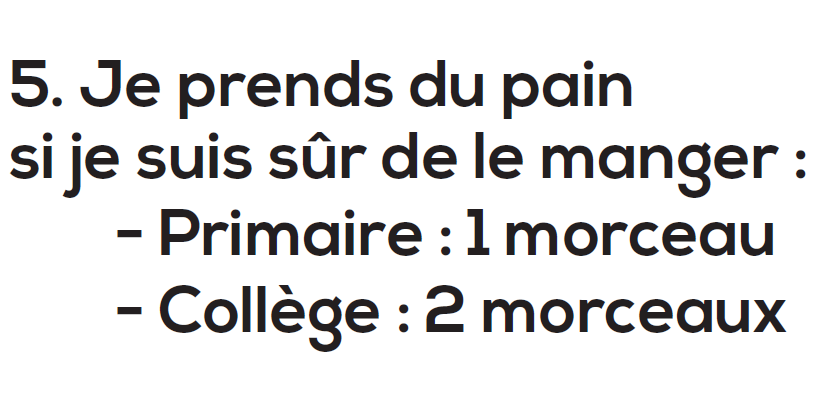 5. Je prends du pain
si je suis sûr de le manger :
- Primaire : 1 morceau
- Collège : 2 morceaux